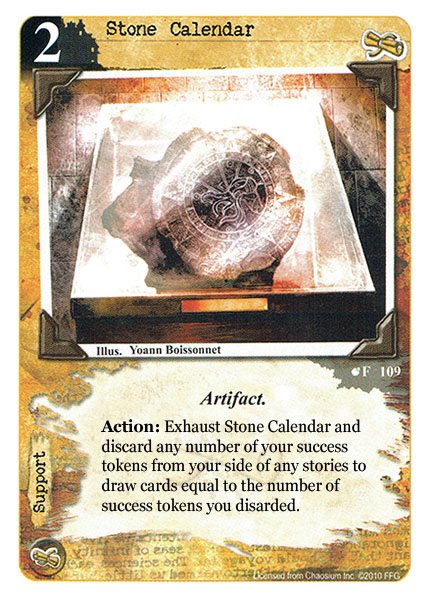 2
Stone Calendar
Illus. Yoann Boissonnet
F 109
Artifact.
Action: Exhaust Stone Calendar and
discard any number of your success
tokens from your side of any stories to
draw cards equal to the number of
success tokens you disarded.
Support
Licensed from Chaosium Inc. ©2010 FFG